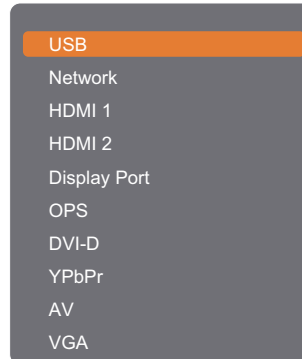 USB
Network
HDMI 1
HDMI 2
Display Port
OPS
DVI-D
YPbPr
AV
VGA